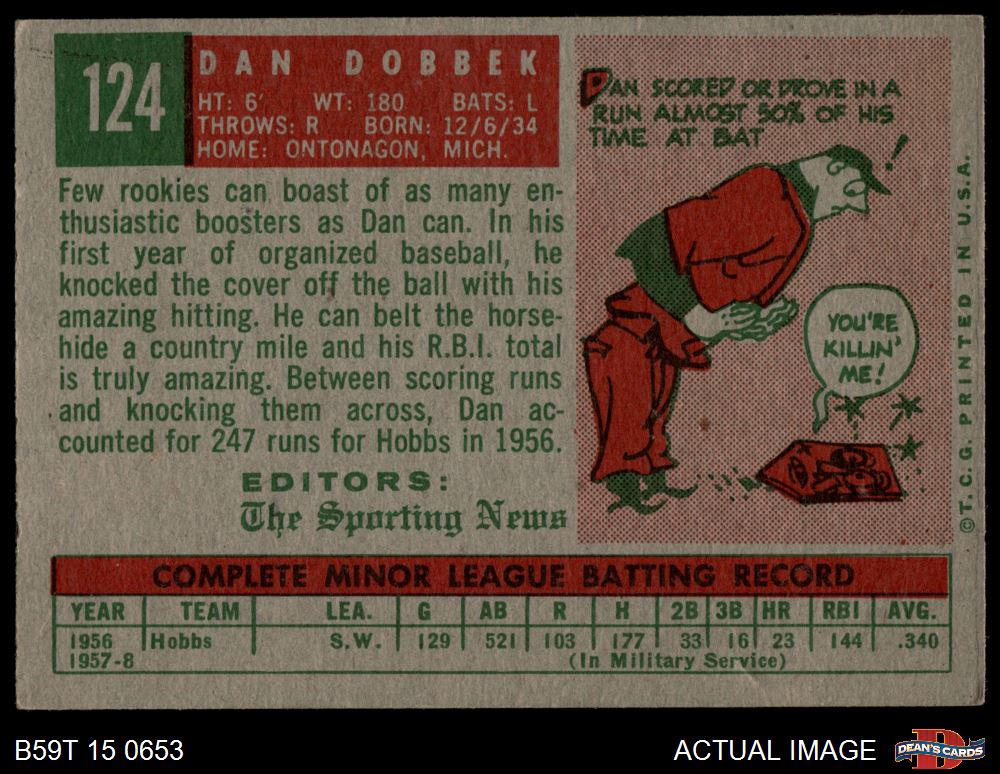 124
DAN DOBBEK
HT: 6' WT: 180 BATS: L
THROWS: R BORN: 12/6/34
HOME: ONTONAGON, MICH.
Few rookies can boast of as many en-
thusiastic boosters as Dan can. In his
first year of organized baseball, he
knocked the cover off the ball with his
amazing hitting. He can belt the horse-
hide a country mile and his R.B.I. total
is truly amazing. Between scoring runs
and knocking them across, Dan ac-
counted for 247 runs for Hobbs in 1956.
EDITORS:
The Sporting News
DAN SCORED OR DROVE IN A
RUN ALMOST 50% OF HIS
TIME AT BAT
!
YOU'RE
KILLIN'
ME!
©T.C.G. PRINTED IN U.S.A.
COMPLETE MINOR LEAGUE BATTING RECORD
YEAR TEAM LEA. G AB R H 2B 3B HR RBI AVG.
1956 Hobbs S.W. 129 521 103 177 33 16 23 144 .340
1957-8 (In Military Service)
B59T 15 0653
ACTUAL IMAGE
D
DEAN'S CARDS